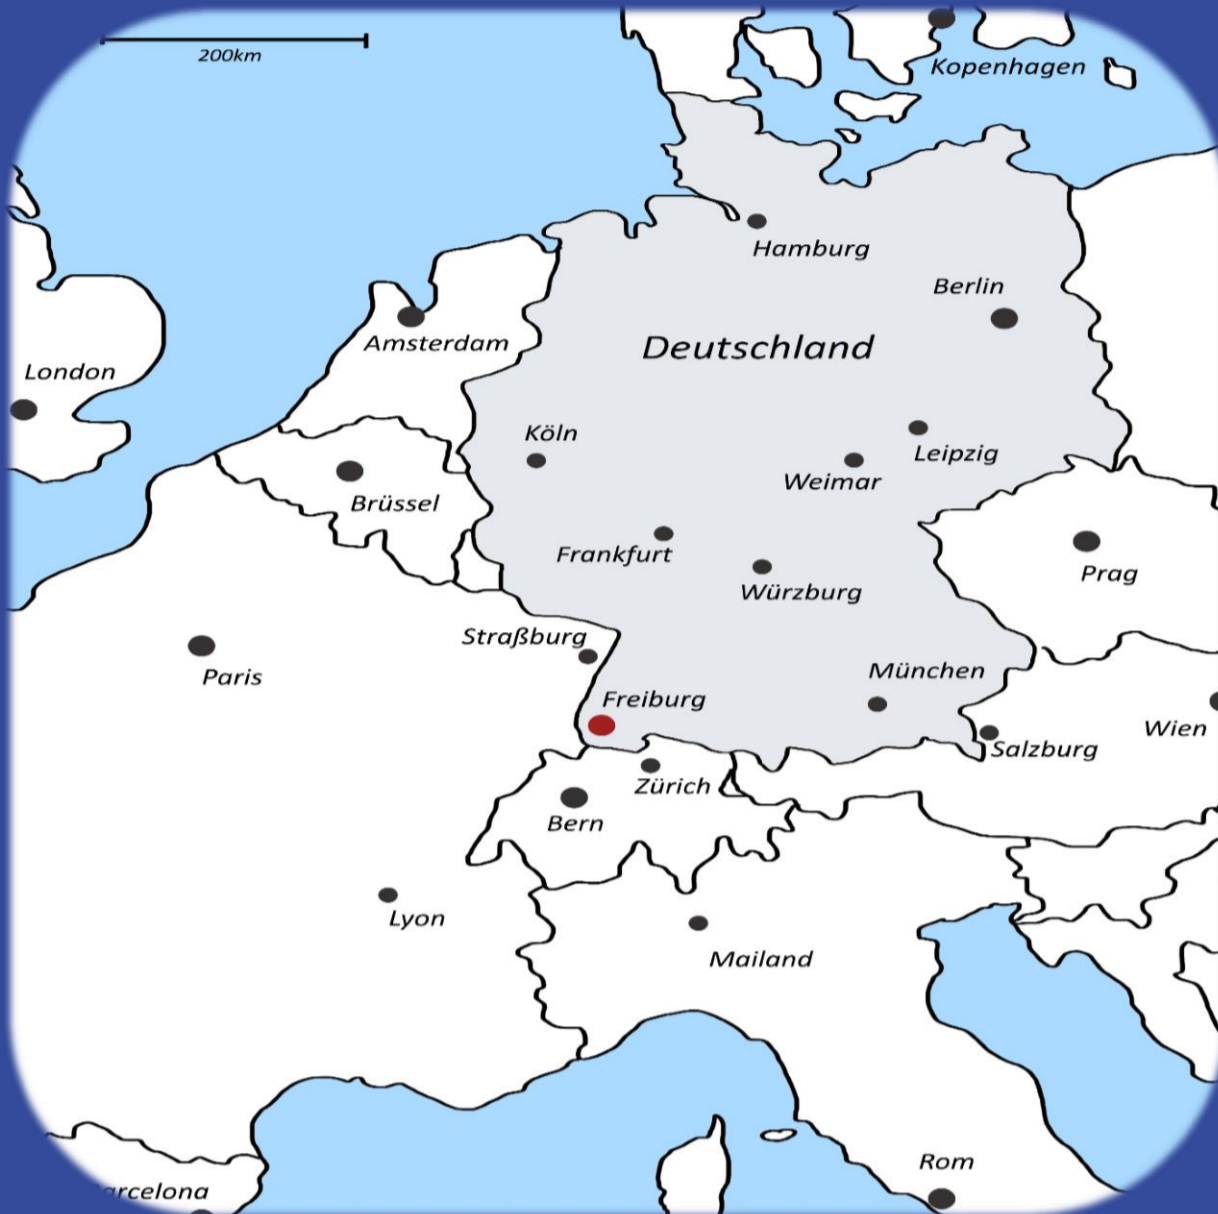 200km
Kopenhagen
Hamburg
Berlin
Amsterdam
Deutschland
London
Köln
Leipzig
Weimar
Brüssel
Frankfurt
Prag
Würzburg
Straßburg
Paris
München
Freiburg
Wien
Salzburg
Zürich
Bern
Lyon
Mailand
Rom
arcelona